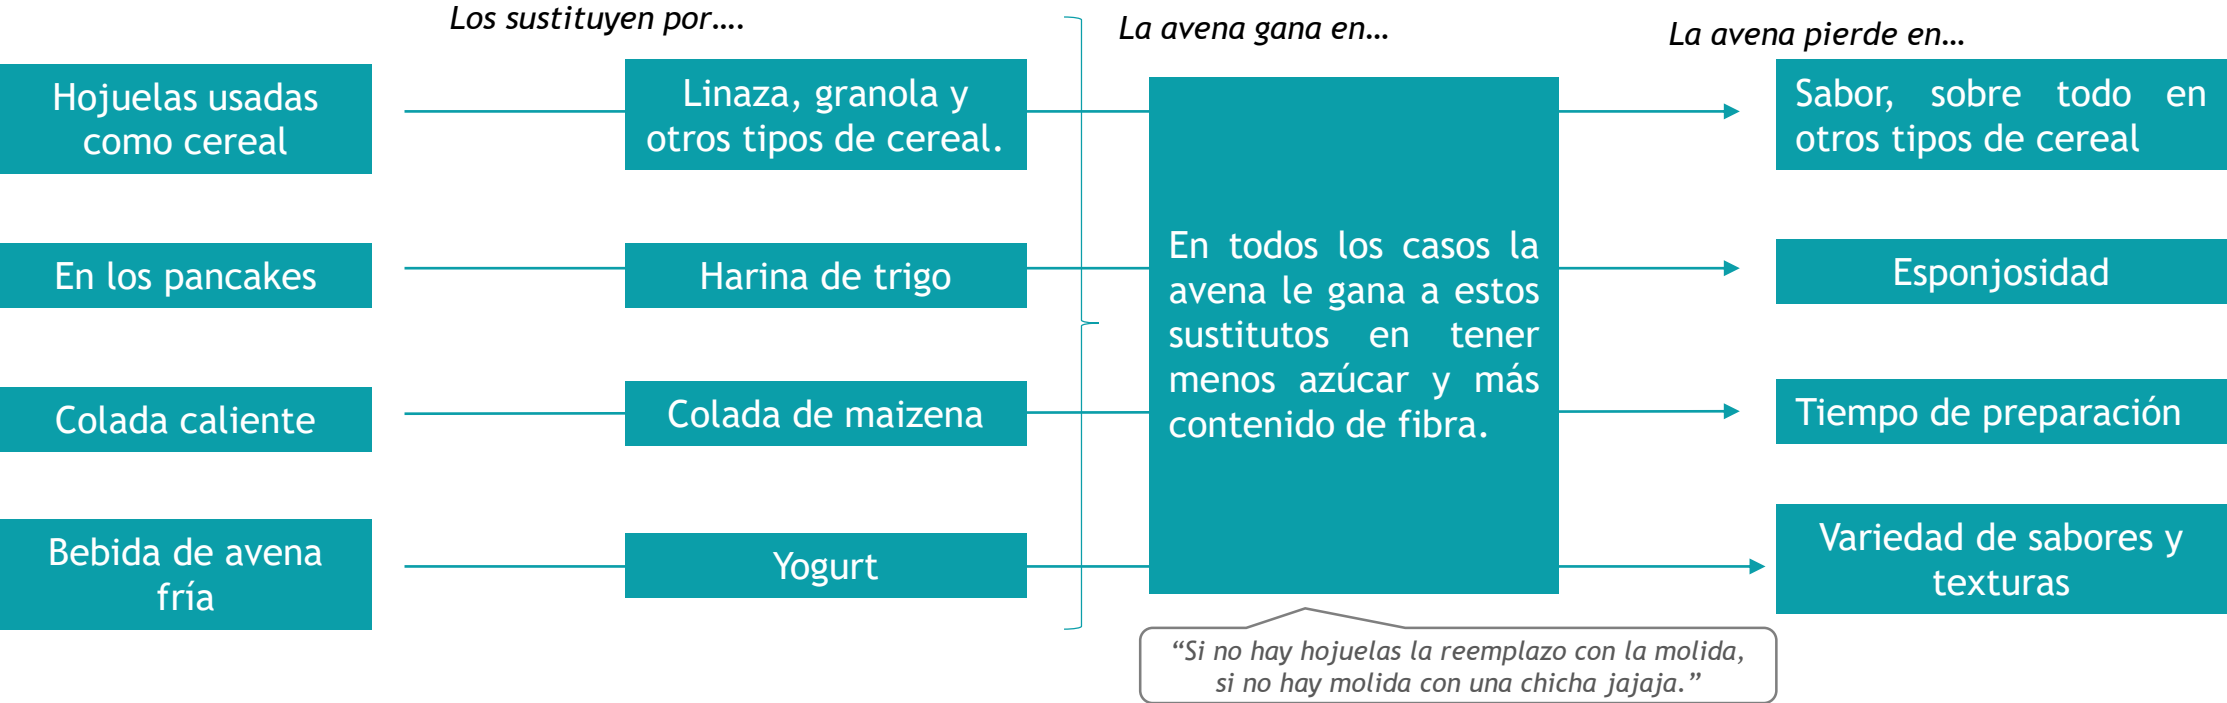 Los sustituyen por….
La avena gana en…
La avena pierde en…
Hojuelas usadas
como cereal
Linaza, granola y
otros tipos de cereal.
Sabor, sobre todo en
otros tipos de cereal
En los pancakes
Harina de trigo
Esponjosidad
Colada caliente
Colada de maizena
Tiempo de preparación
Bebida de avena
fría
Yogurt
Variedad de sabores y
texturas
En todos los casos la
avena le gana a estos
sustitutos en tener
menos azúcar y más
contenido de fibra.
“Si no hay hojuelas la reemplazo con la molida,
si no hay molida con una chicha jajaja.”